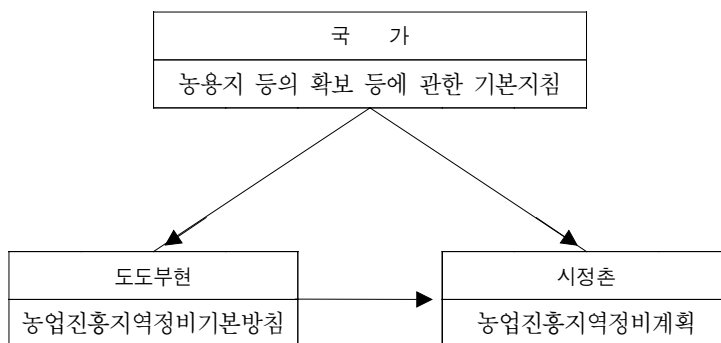 국 가
농용지 등의 확보 등에 관한 기본지침
도도부현
농업진흥지역정비기본방침
시정촌
농업진흥지역정비계획